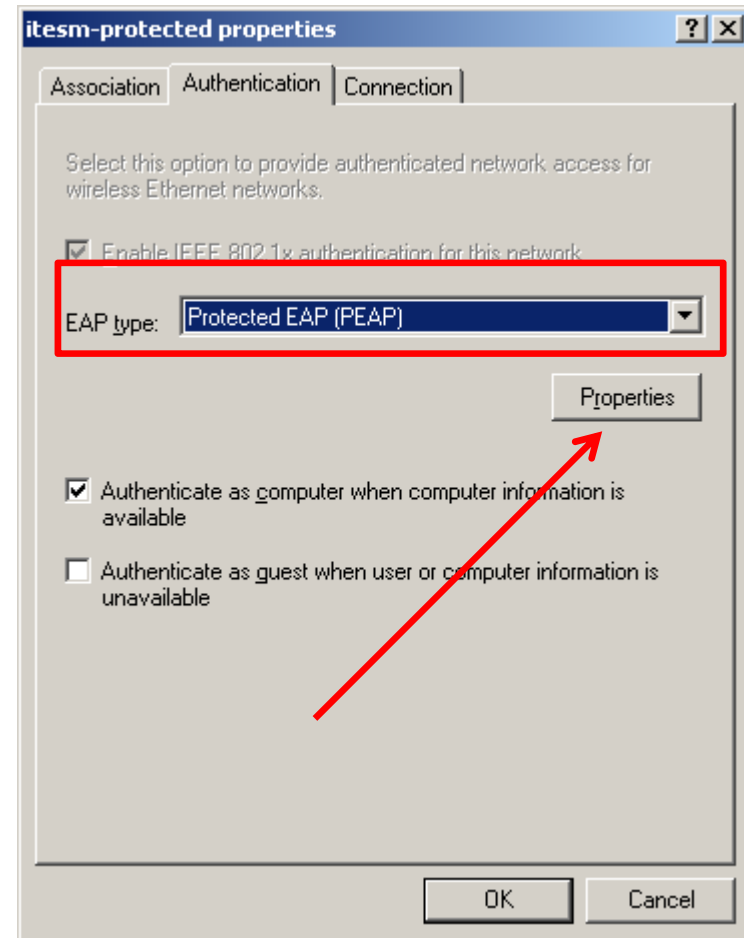 itesm-protected properties
Association Authentication Connection
Select this option to provide authenticated network access for
wireless Ethernet networks.
Enable IEEE 802.1x authentication for this network
EAP type: Protected EAP (PEAP)
Properties
Authenticate as computer when computer information is
available
Authenticate as guest when user or computer information is
unavailable
OK Cancel